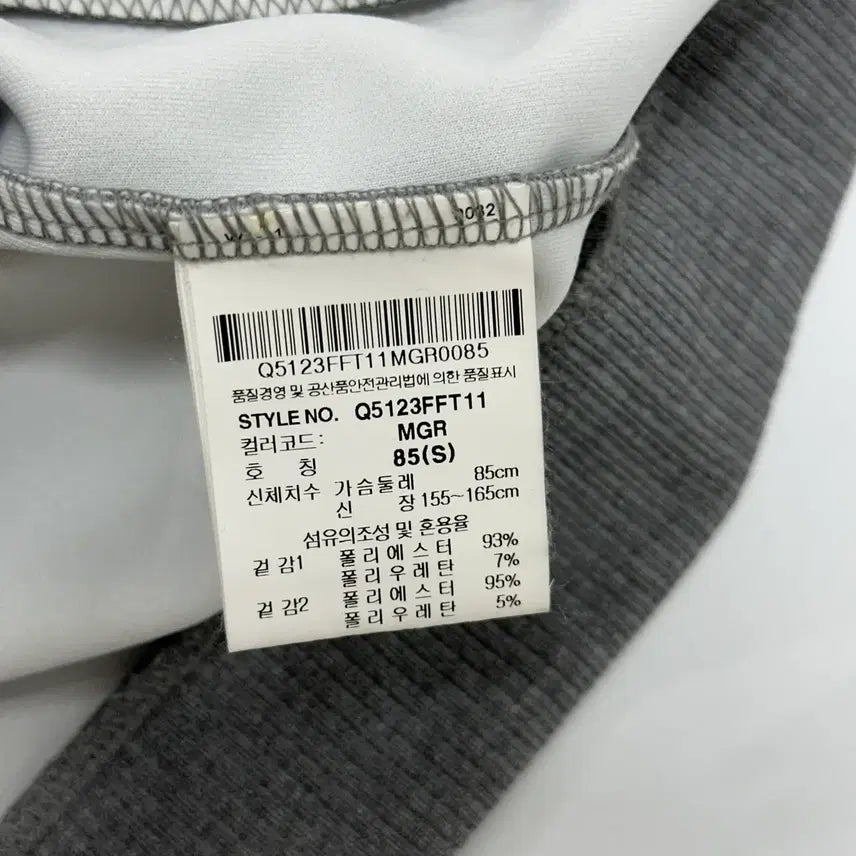 Q5123FFT11MGR0085
품질경영 및 공산품안전관리법에 의한 품질표시
STYLE NO. Q5123FFT11
컬러코드: MGR
호 칭 85(S)
신체치수 가슴둘레 85cm
신 장 155~165cm
섬유의조성 및 혼용율
겉 감1 폴리에스터 93%
폴리우레탄 7%
겉 감2 폴리에스터 95%
폴리우레탄 5%